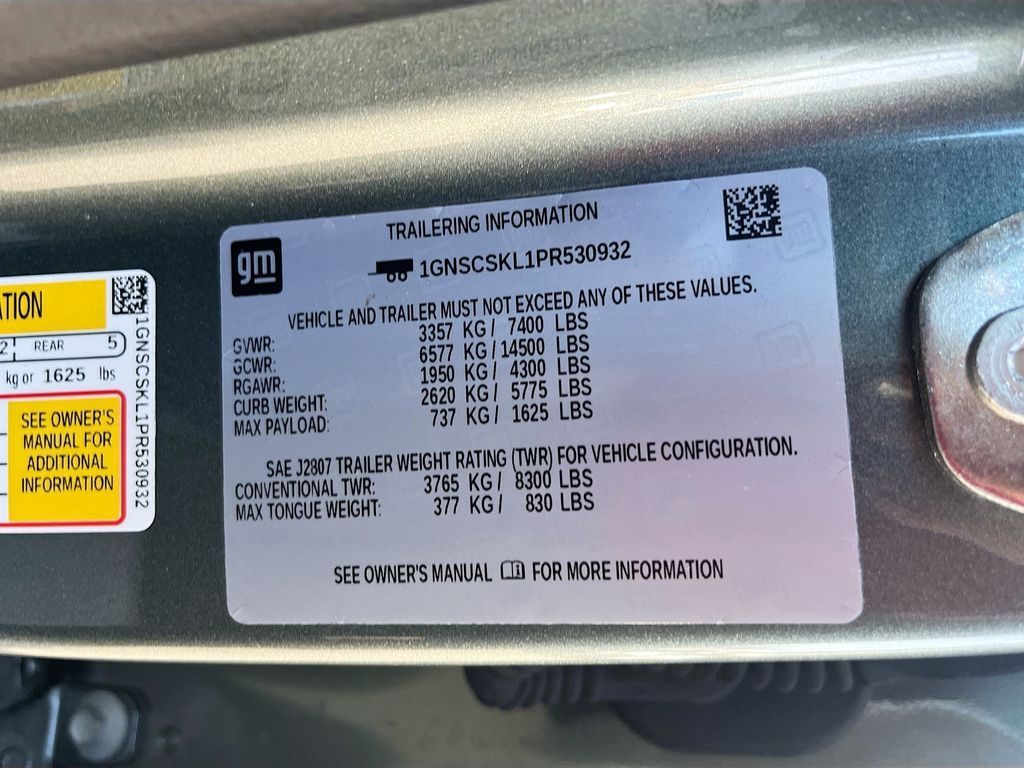 TRAILERING INFORMATION
gm
1GNSCSKL1PR530932
VEHICLE AND TRAILER MUST NOT EXCEED ANY OF THESE VALUES.
GVWR: 3357 KG / 7400 LBS
GCWR: 6577 KG / 14500 LBS
RGAWR: 1950 KG / 4300 LBS
CURB WEIGHT: 2620 KG / 5775 LBS
MAX PAYLOAD: 737 KG / 1625 LBS
SAE J2807 TRAILER WEIGHT RATING (TWR) FOR VEHICLE CONFIGURATION.
CONVENTIONAL TWR: 3765 KG / 8300 LBS
MAX TONGUE WEIGHT: 377 KG / 830 LBS
SEE OWNER'S MANUAL FOR MORE INFORMATION
ATION
2 REAR 5
kg or 1625 lbs
SEE OWNER'S
MANUAL FOR
ADDITIONAL
INFORMATION
1GNSCSKL1PR530932